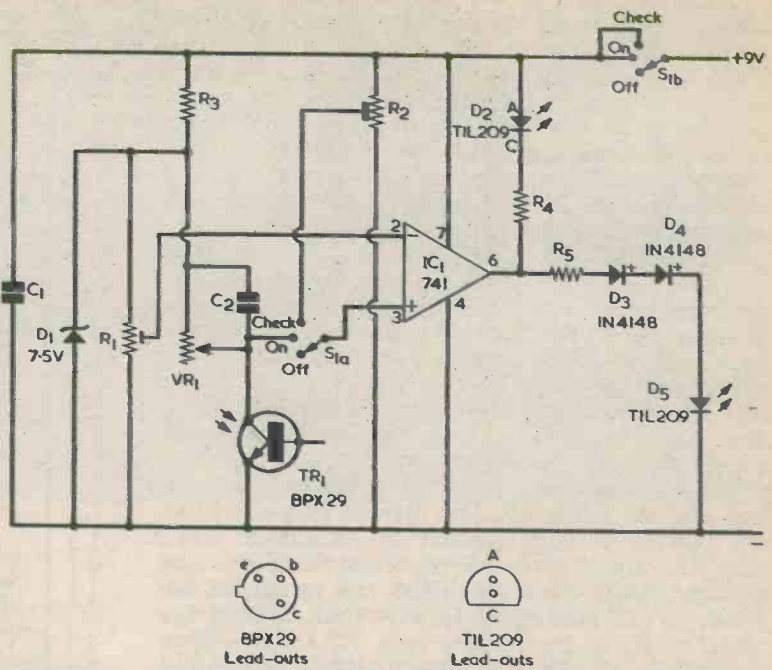 Check
On
Off
S1b
+9V
R3
R2
D2
TIL209
A
C
R4
C1
D1
7·5V
R1
VR1
C2
Check
On
Off
S1a
2
−
7
IC1
741
6
+
3
4
R5
D3
IN4148
D4
IN4148
+
+
D5
TIL209
TR1
BPX29
−
e
b
c
BPX29
Lead-outs
A
C
TIL209
Lead-outs